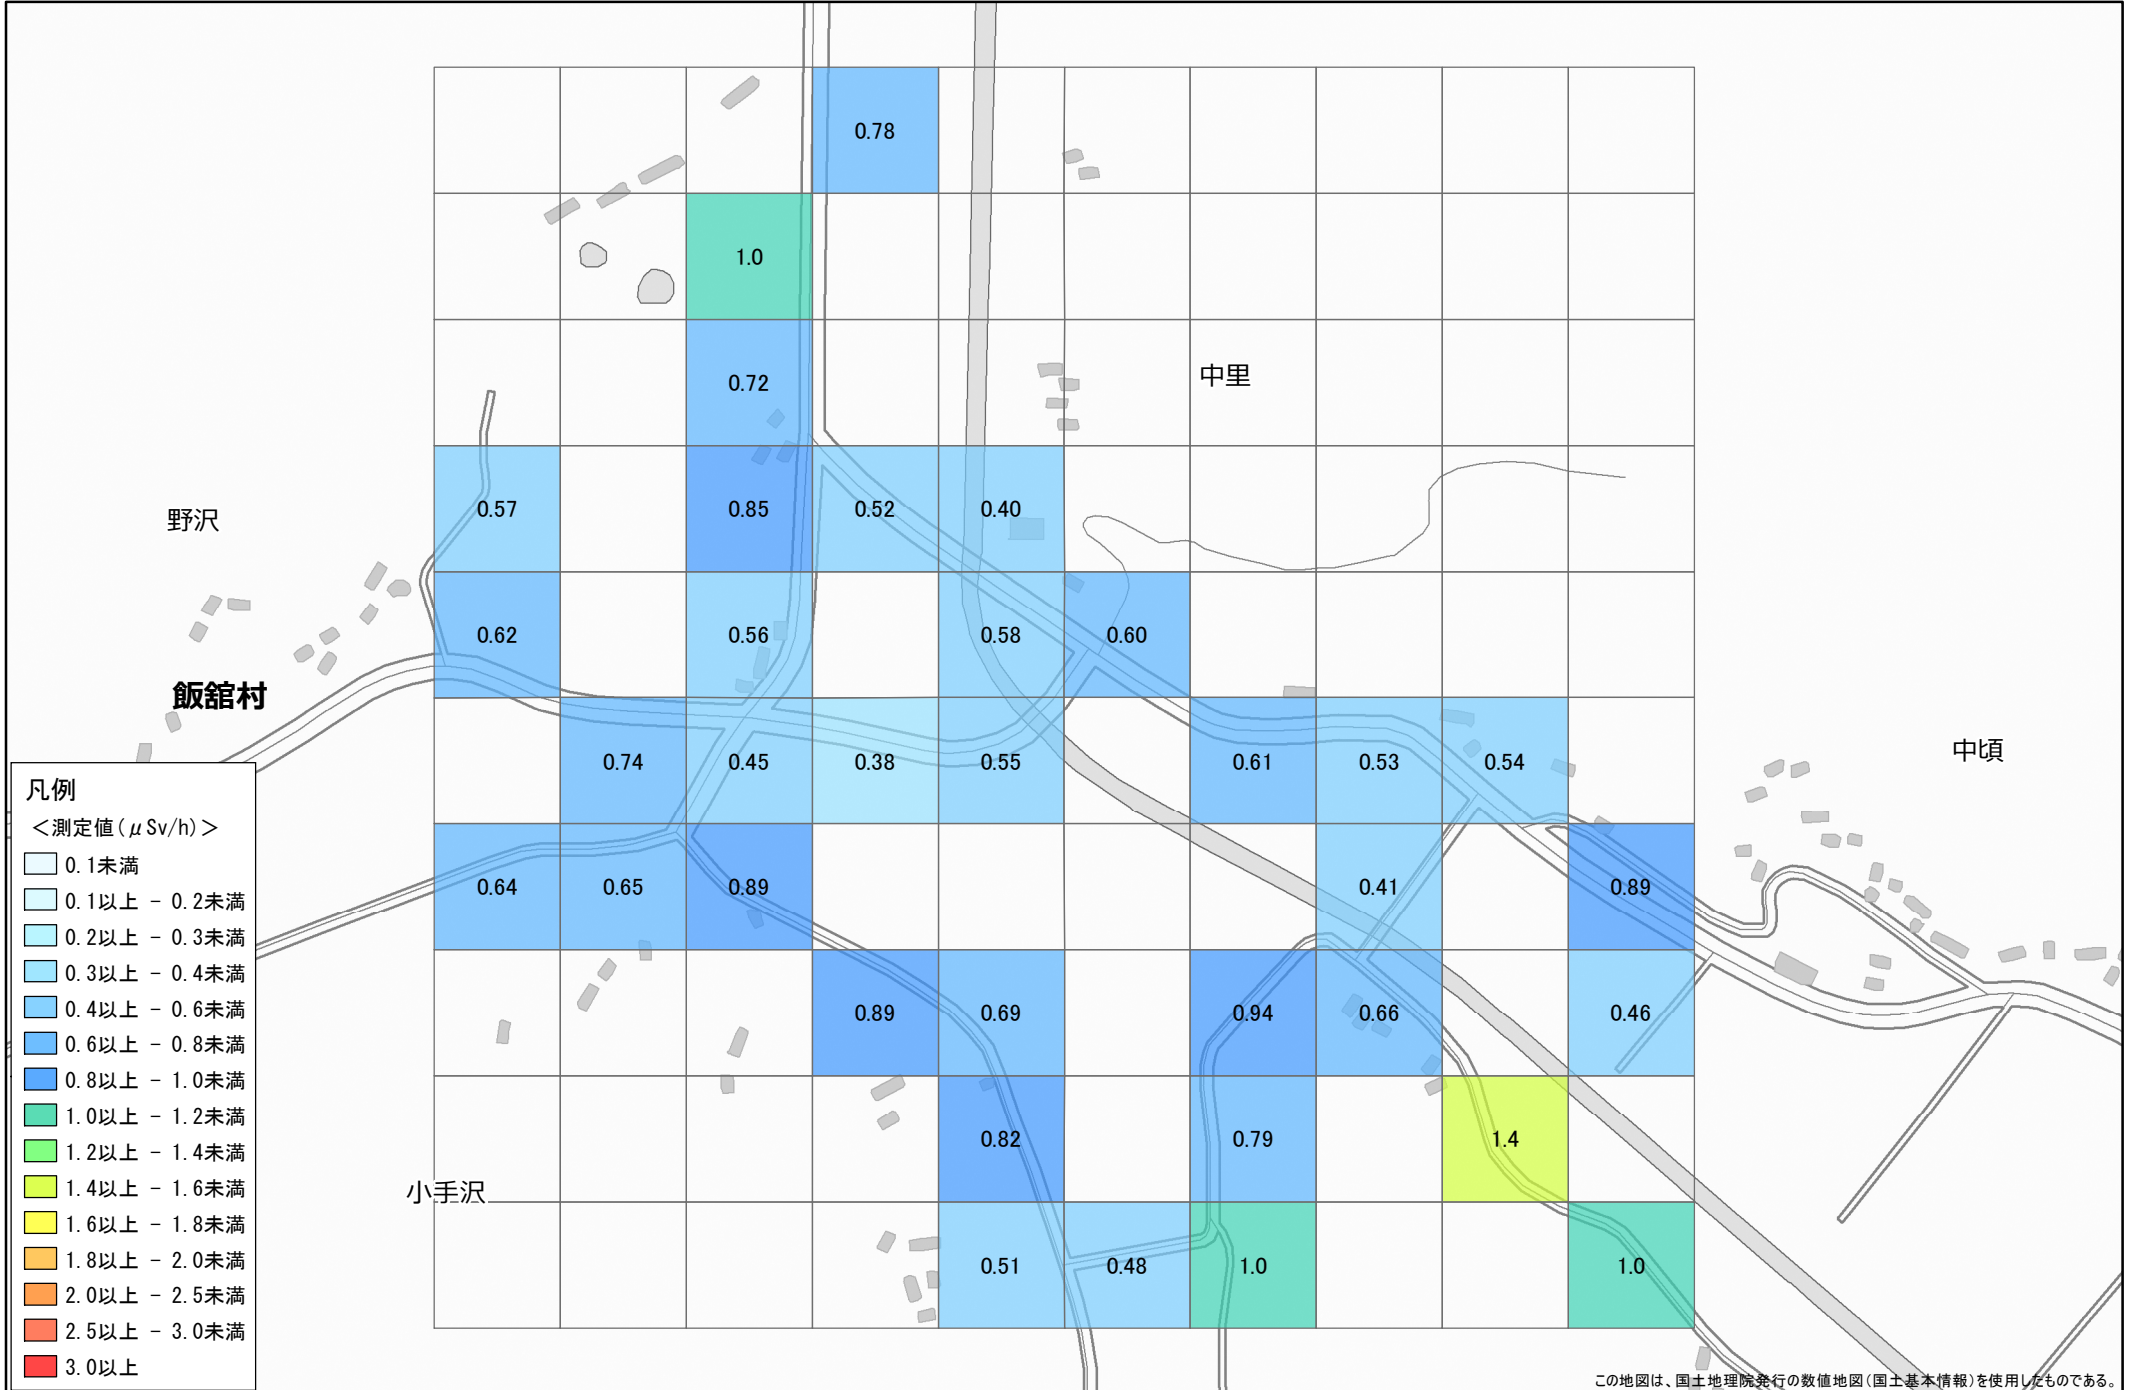 0.78
1.0
0.72
中里
0.57
0.85
0.52
0.40
野沢
0.62
0.56
0.58
0.60
飯舘村
0.74
0.45
0.38
0.55
0.61
0.53
0.54
中頃
0.64
0.65
0.89
0.41
0.89
0.89
0.69
0.94
0.66
0.46
0.82
0.79
1.4
小手沢
0.51
0.48
1.0
1.0
凡例
＜測定値(μSv/h)＞
0.1未満
0.1以上 － 0.2未満
0.2以上 － 0.3未満
0.3以上 － 0.4未満
0.4以上 － 0.6未満
0.6以上 － 0.8未満
0.8以上 － 1.0未満
1.0以上 － 1.2未満
1.2以上 － 1.4未満
1.4以上 － 1.6未満
1.6以上 － 1.8未満
1.8以上 － 2.0未満
2.0以上 － 2.5未満
2.5以上 － 3.0未満
3.0以上
この地図は、国土地理院発行の数値地図(国土基本情報)を使用したものである。